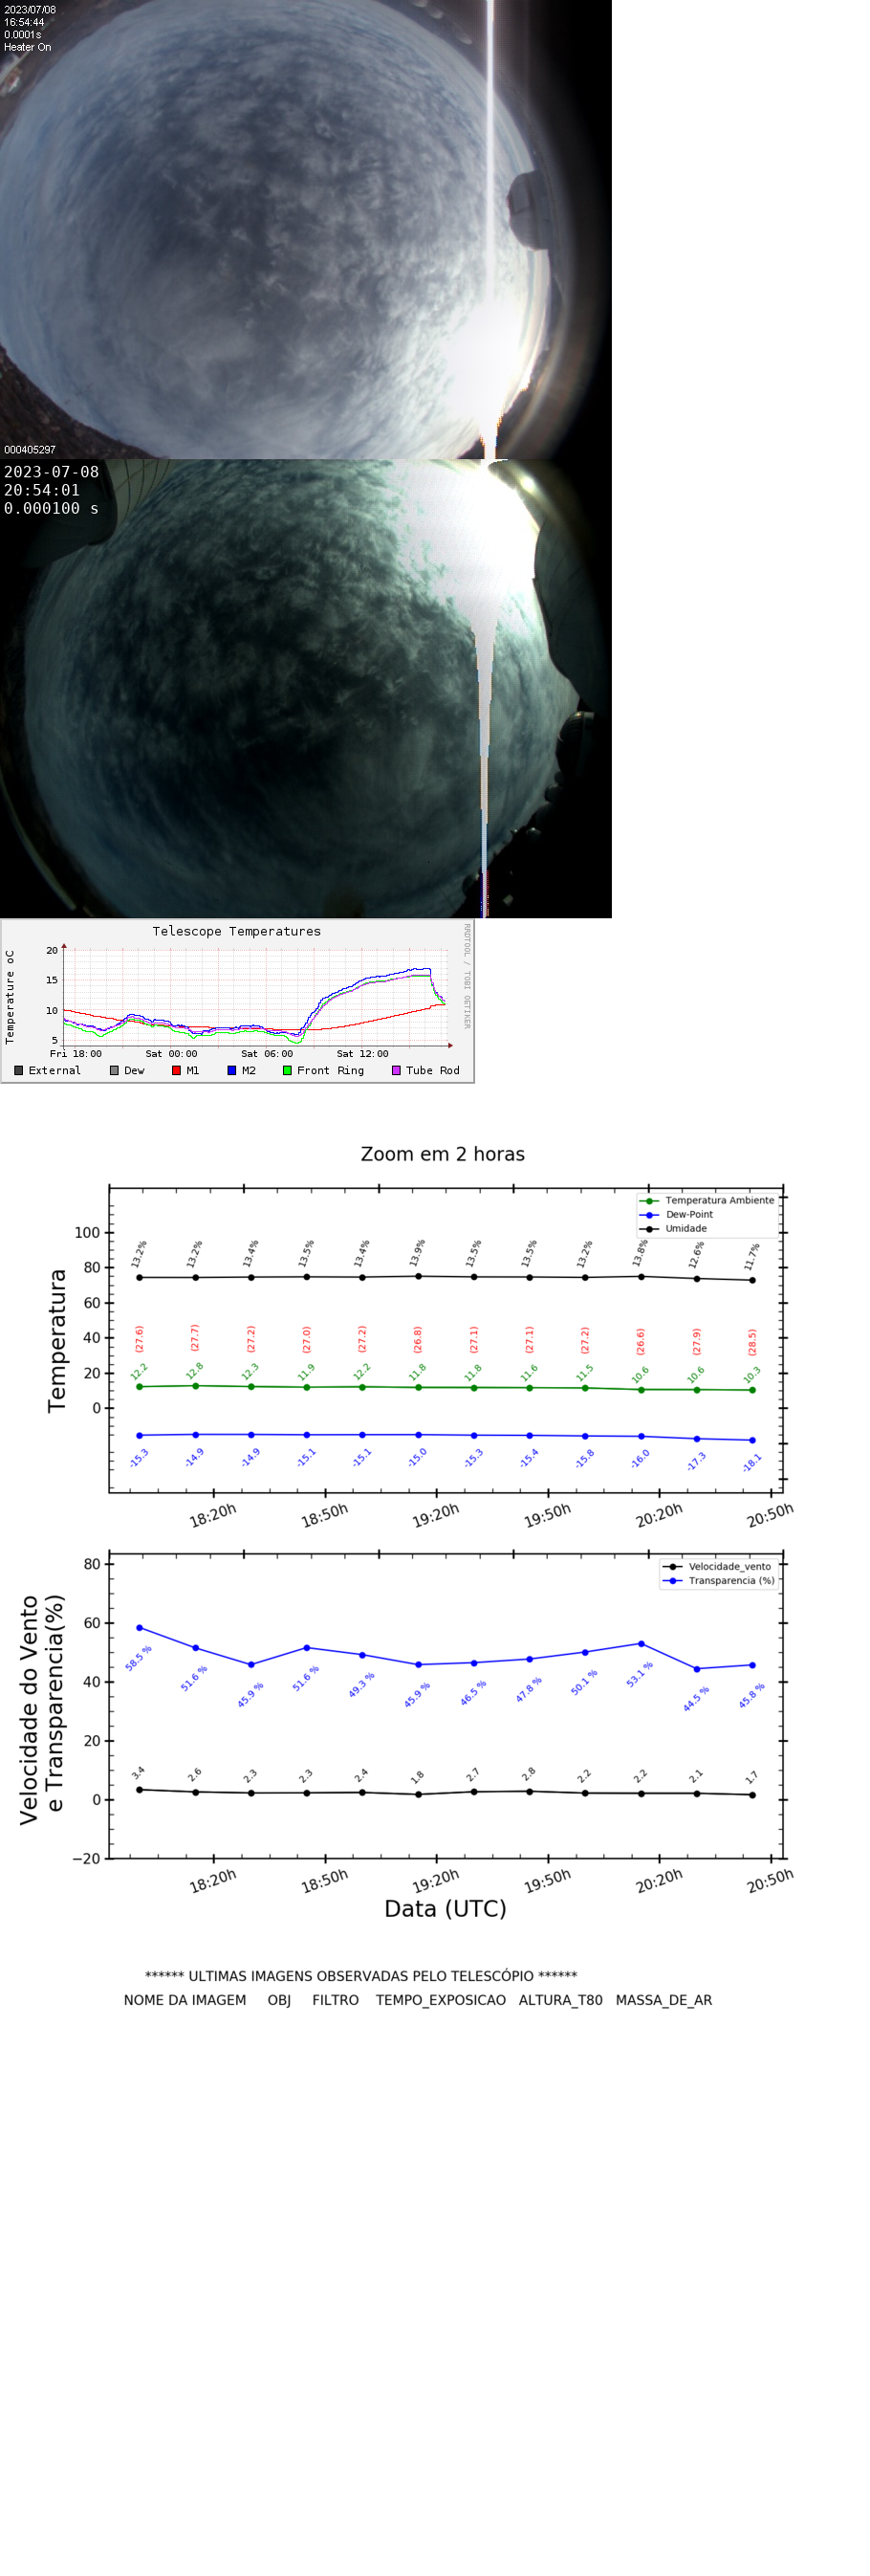 2023/07/08
16:54:44
0.0001s
Heater On
000405297
2023-07-08
20:54:01
0.000100 s
Telescope Temperatures
RRDTOOL / TOBI OETIKER
Temperature oC
20
15
10
5
Fri 18:00 Sat 00:00 Sat 06:00 Sat 12:00
External Dew M1 M2 Front Ring Tube Rod
Zoom em 2 horas
Temperatura
Temperatura Ambiente
Dew-Point
Umidade
100
80
60
40
20
0
13.2% 13.2% 13.4% 13.5% 13.4% 13.9% 13.5% 13.5% 13.2% 13.8% 12.6% 11.7%
(27.6) (27.7) (27.2) (27.0) (27.2) (26.8) (27.1) (27.1) (27.2) (26.6) (27.9) (28.5)
12.2 12.8 12.3 11.9 12.2 11.8 11.8 11.6 11.5 10.6 10.6 10.3
-15.3 -14.9 -14.9 -15.1 -15.1 -15.0 -15.3 -15.4 -15.8 -16.0 -17.3 -18.1
18:20h 18:50h 19:20h 19:50h 20:20h 20:50h
Velocidade do Vento
e Transparencia(%)
Velocidade_vento
Transparencia (%)
80
60
40
20
0
−20
58.5 % 51.6 % 45.9 % 51.6 % 49.3 % 45.9 % 46.5 % 47.8 % 50.1 % 53.1 % 44.5 % 45.8 %
3.4 2.6 2.3 2.3 2.4 1.8 2.7 2.8 2.2 2.2 2.1 1.7
18:20h 18:50h 19:20h 19:50h 20:20h 20:50h
Data (UTC)
****** ULTIMAS IMAGENS OBSERVADAS PELO TELESCÓPIO ******
NOME DA IMAGEM OBJ FILTRO TEMPO_EXPOSICAO ALTURA_T80 MASSA_DE_AR